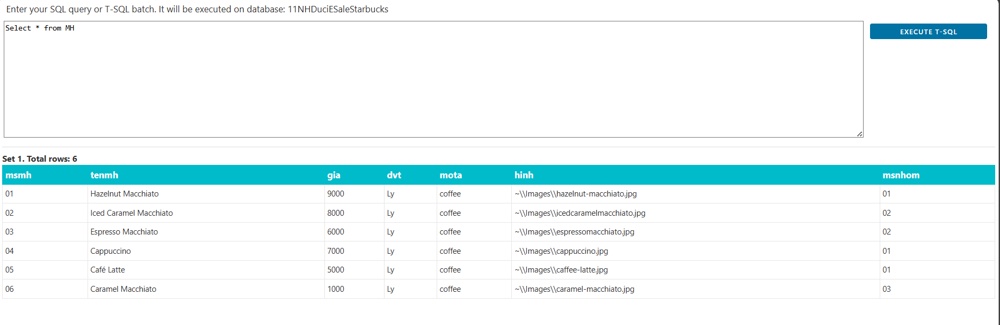 Enter your SQL query or T-SQL batch. It will be executed on database: 11NHDuciESaleStarbucks
Select * from MH
EXECUTE T-SQL
Set 1. Total rows: 6
msmh tenmh gia dvt mota hinh msnhom
01 Hazelnut Macchiato 9000 Ly coffee ~\\Images\\hazelnut-macchiato.jpg 01
02 Iced Caramel Macchiato 8000 Ly coffee ~\\Images\\icedcaramelmacchiato.jpg 02
03 Espresso Macchiato 6000 Ly coffee ~\\Images\\espressomacchiato.jpg 02
04 Cappuccino 7000 Ly coffee ~\\Images\\cappuccino.jpg 01
05 Café Latte 5000 Ly coffee ~\\Images\\caffee-latte.jpg 01
06 Caramel Macchiato 1000 Ly coffee ~\\Images\\caramel-macchiato.jpg 03